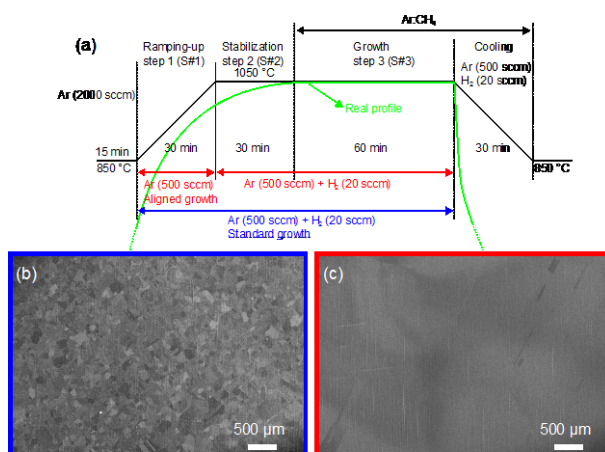 Ar:CH₄
(a)
Ramping-up
step 1 (S#1)
Stabilization
step 2 (S#2)
1050 °C
Growth
step 3 (S#3)
Cooling
Ar (500 sccm)
H₂ (20 sccm)
Ar (2000 sccm)
Real profile
15 min
850 °C
30 min
30 min
60 min
30 min
850 °C
Ar (500 sccm)
Aligned growth
Ar (500 sccm) + H₂ (20 sccm)
Ar (500 sccm) + H₂ (20 sccm)
Standard growth
(b)
500 µm
(c)
500 µm